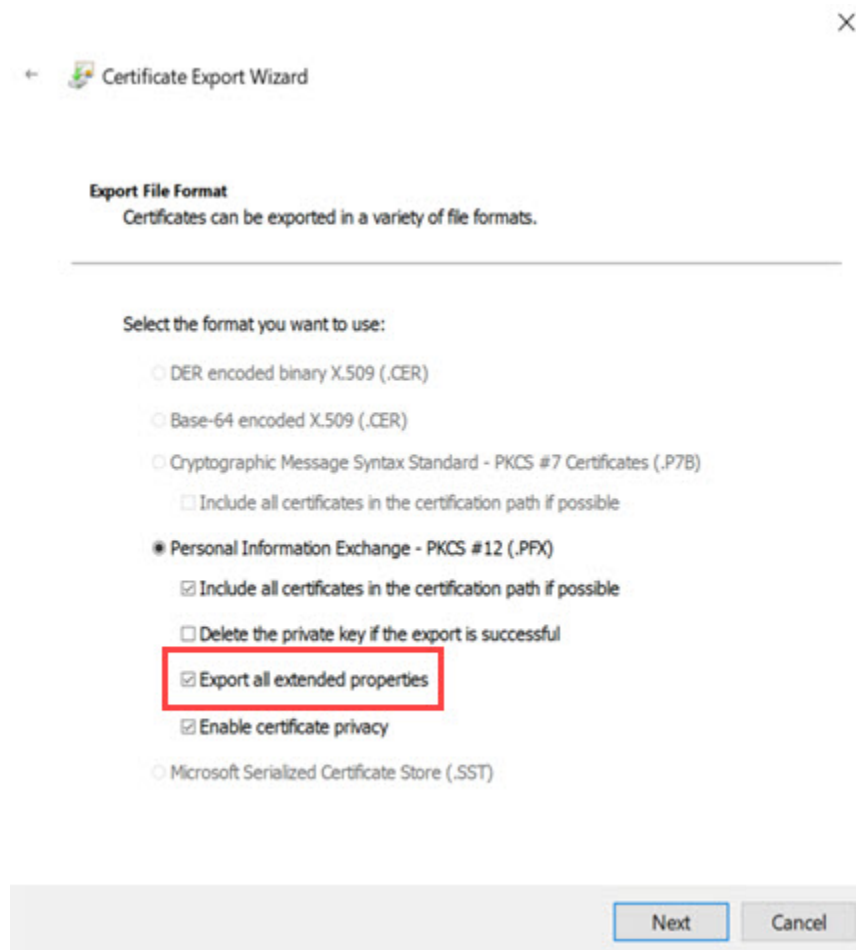 Certificate Export Wizard
Export File Format
Certificates can be exported in a variety of file formats.
Select the format you want to use:
DER encoded binary X.509 (.CER)
Base-64 encoded X.509 (.CER)
Cryptographic Message Syntax Standard - PKCS #7 Certificates (.P7B)
Include all certificates in the certification path if possible
Personal Information Exchange - PKCS #12 (.PFX)
Include all certificates in the certification path if possible
Delete the private key if the export is successful
Export all extended properties
Enable certificate privacy
Microsoft Serialized Certificate Store (.SST)
Next Cancel